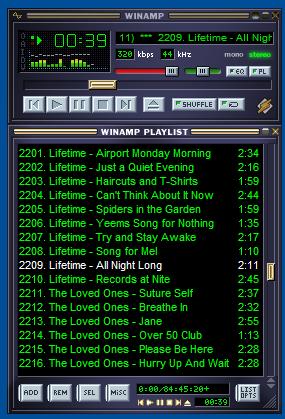 WINAMP
00:39
11) *** 2209. Lifetime - All Nigh
320 kbps 44 kHz mono stereo
EQ PL
SHUFFLE
WINAMP PLAYLIST
2201. Lifetime - Airport Monday Morning 2:34
2202. Lifetime - Just a Quiet Evening 2:16
2203. Lifetime - Haircuts and T-Shirts 1:59
2204. Lifetime - Can't Think About It Now 2:44
2205. Lifetime - Spiders in the Garden 1:59
2206. Lifetime - Yeems Song for Nothing 1:35
2207. Lifetime - Try and Stay Awake 2:17
2208. Lifetime - Song for Mel 1:10
2209. Lifetime - All Night Long 2:11
2210. Lifetime - Records at Nite 2:45
2211. The Loved Ones - Suture Self 2:37
2212. The Loved Ones - Breathe In 2:32
2213. The Loved Ones - Jane 2:55
2214. The Loved Ones - Over 50 Club 1:13
2215. The Loved Ones - Please Be Here 2:28
2216. The Loved Ones - Hurry Up And Wait 2:28
ADD REM SEL MISC 0:00/84:45:20+ LIST
00:39 OPTS